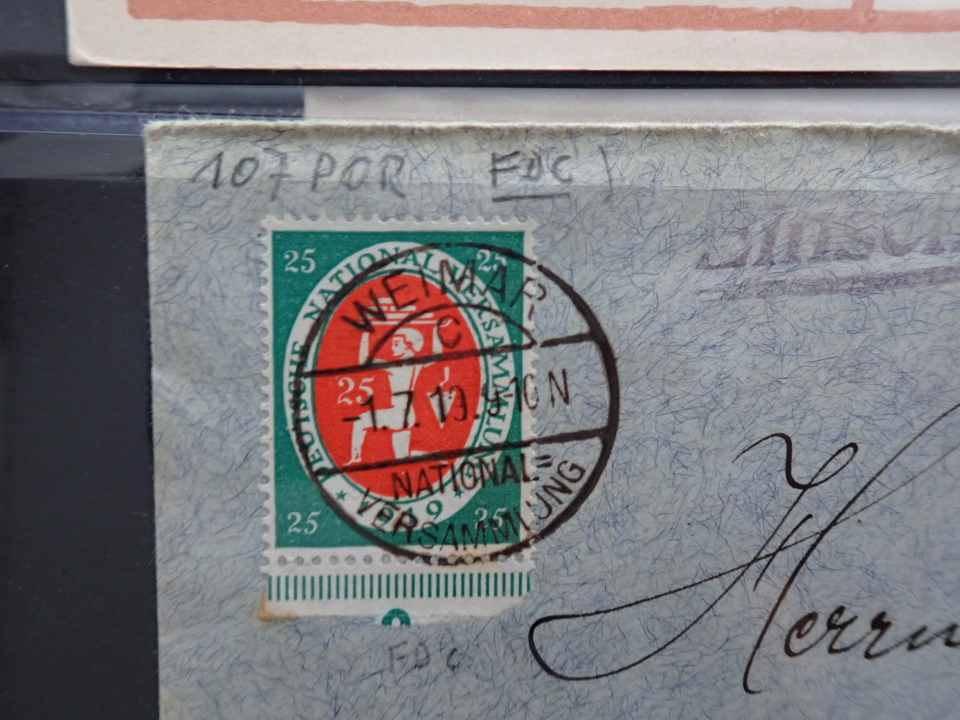 107 POR FDC
25 25
DEUTSCHE NATIONALVERSAMMLUNG
WEIMAR
C
25
-1.7.19.9-10 N
NATIONAL=
VERSAMMLUNG
25 25
FDC
Herrn